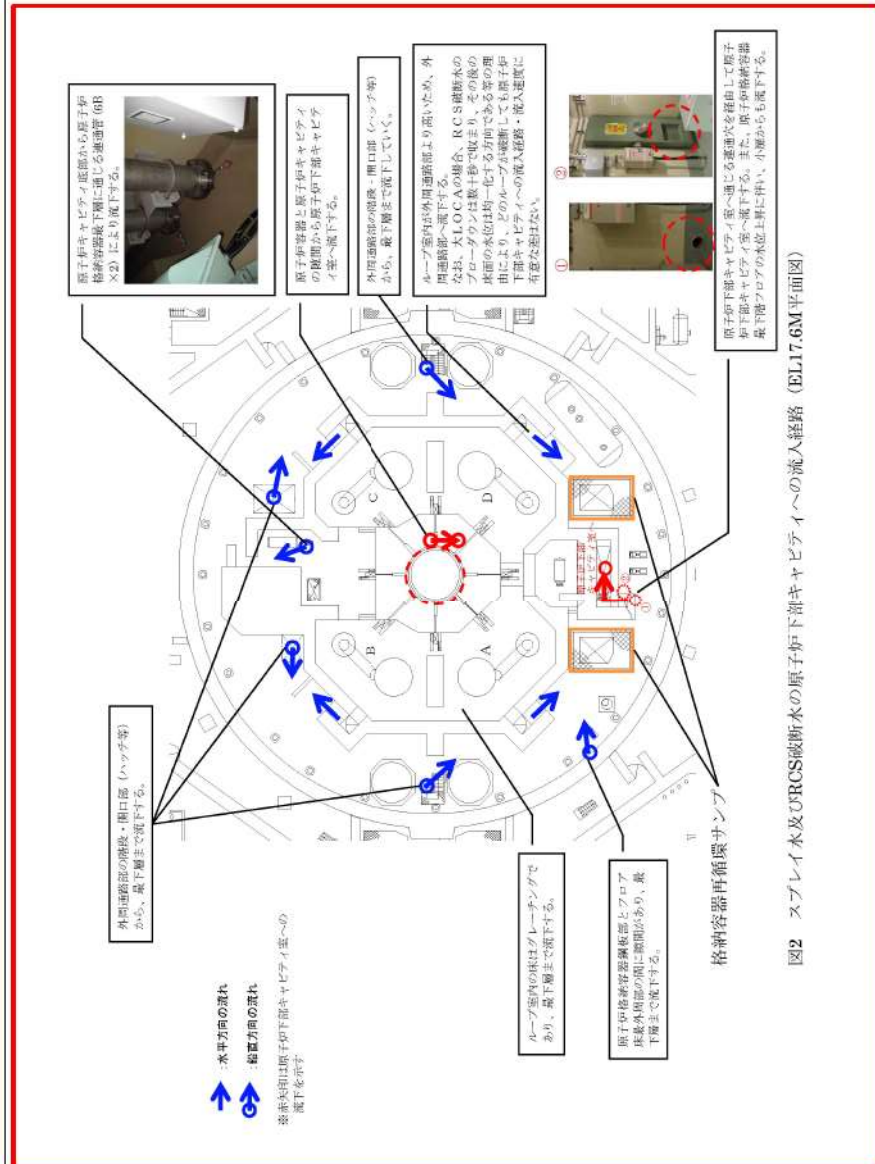 外周通路部の階段・開口部（ハッチ等）
から、最下層まで流下する。
：水平方向の流れ
：鉛直方向の流れ
※赤矢印は原子炉下部キャビティ室への
流下を示す
ループ室内の床はグレーチングで
あり、最下層まで流下する。
原子炉格納容器鋼板部とフロア
床最外周部の間に隙間があり、最
下層まで流下する。
格納容器再循環サンプ
原子炉キャビティ底部から原子炉
格納容器最下層に通じる連通管（6B
×2）により流下する。
原子炉容器と原子炉キャビティ
の隙間から原子炉下部キャビテ
ィ室へ流下する。
外周通路部の階段、開口部（ハッチ等）
から、最下層まで流下していく。
ループ室内が外周通路部より高いため、外
周通路部へ流下する。
なお、大LOCAの場合、RCS破断水の
ブローダウンは数十秒で収まり、その後の
床面の水位は均一化する方向である等の理
由により、どのループが破断しても原子炉
下部キャビティへの流入経路・流入速度に
有意な差はない。
①
②
原子炉下部キャビティ室へ通じる連通穴を経由して原子
炉下部キャビティ室へ流下する。また、原子炉格納容器
最下階フロアの水位上昇に伴い、小扉からも流下する。
B
C
A
D
原子炉下部
キャビティ室へ
②
①
図2　スプレイ水及びRCS破断水の原子炉下部キャビティへの流入経路（EL17.6M平面図）